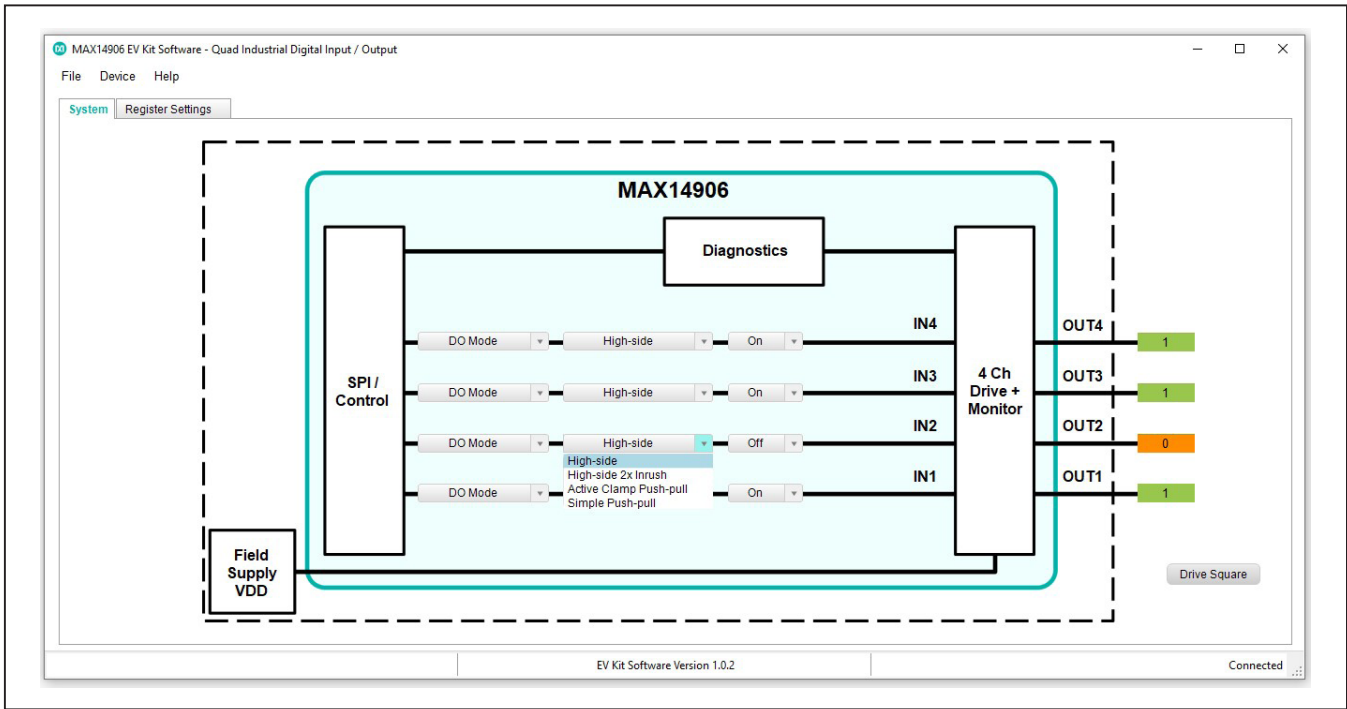 MAX14906 EV Kit Software - Quad Industrial Digital Input / Output
File Device Help
System Register Settings
MAX14906
Diagnostics
SPI /
Control
DO Mode High-side On IN4 OUT4 1
DO Mode High-side On IN3 OUT3 1
4 Ch
Drive +
Monitor
DO Mode High-side Off IN2 OUT2 0
High-side
High-side 2x Inrush
Active Clamp Push-pull
Simple Push-pull
DO Mode On IN1 OUT1 1
Field
Supply
VDD
Drive Square
EV Kit Software Version 1.0.2 Connected